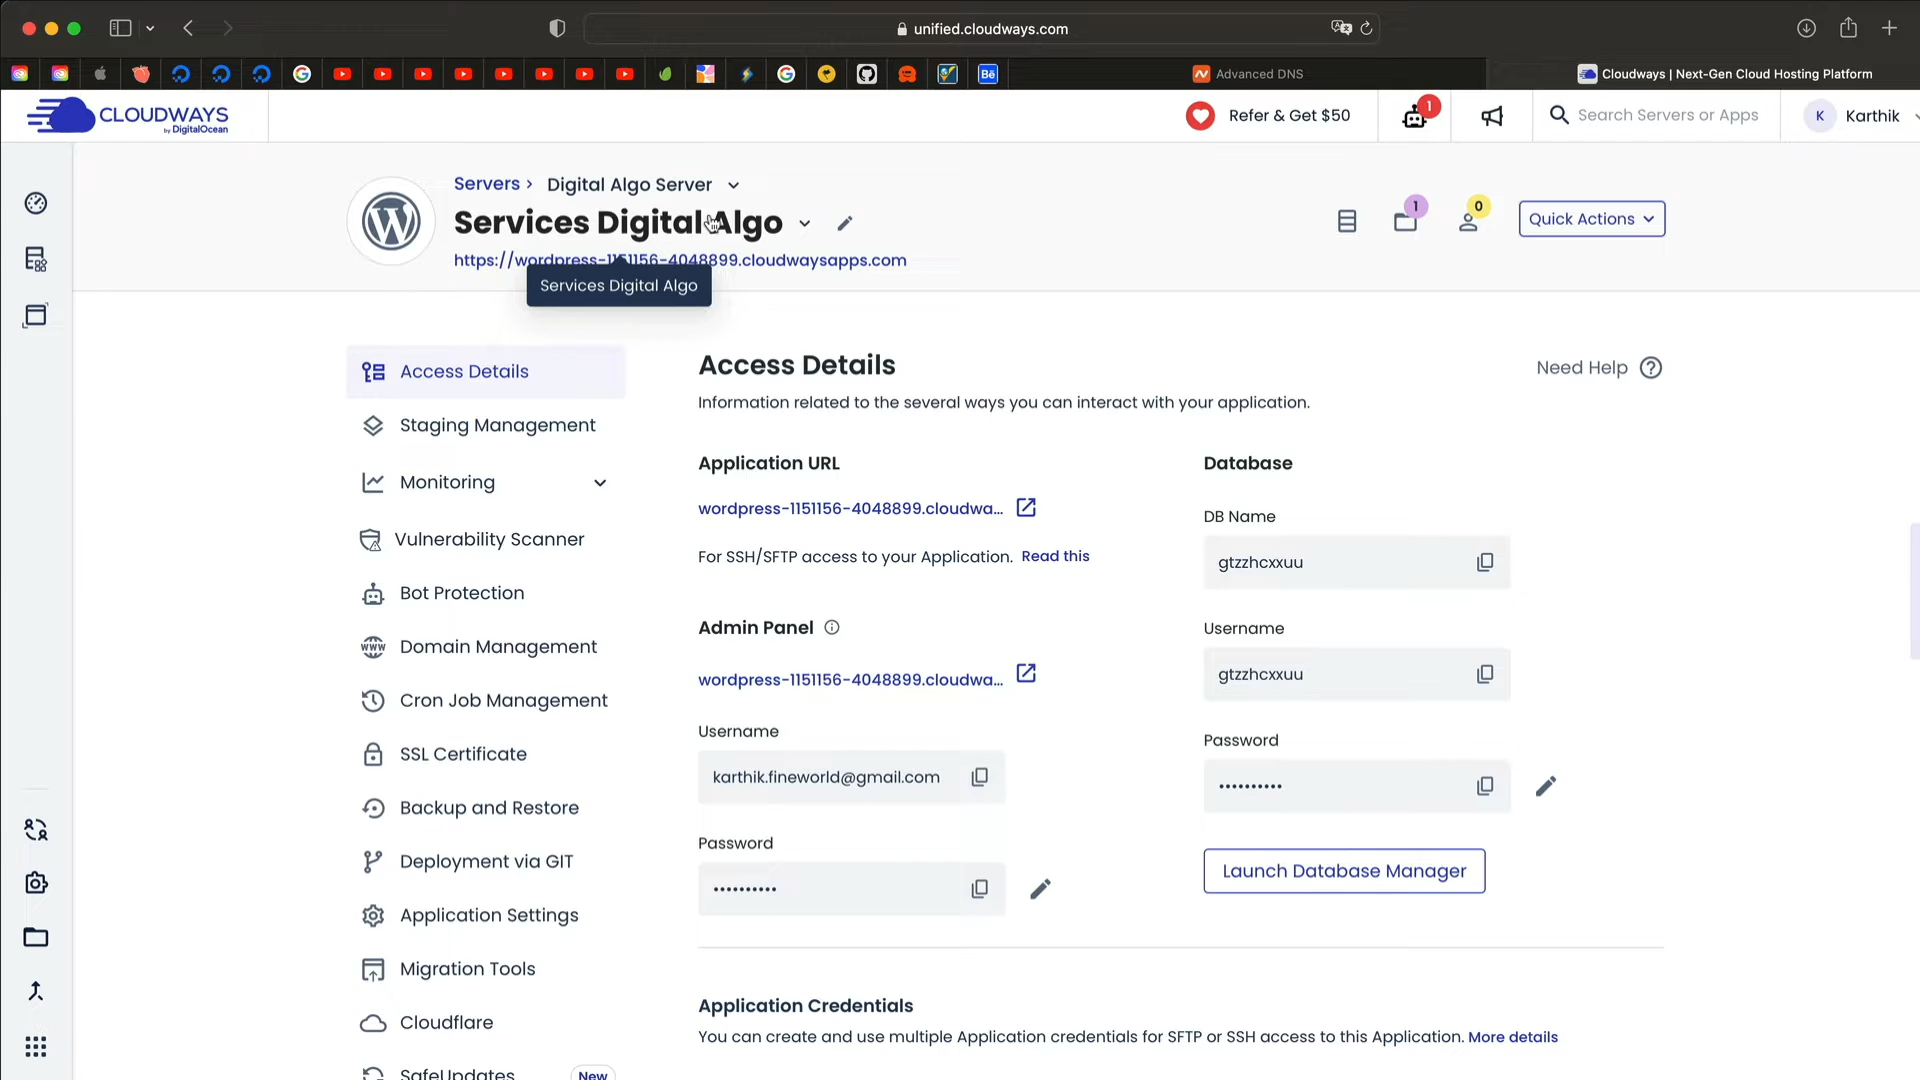 unified.cloudways.com
Advanced DNS
Cloudways | Next-Gen Cloud Hosting Platform
Bē
CLOUDWAYS
by DigitalOcean
Refer & Get $50
1
Search Servers or Apps
K
Karthik
Servers › Digital Algo Server
Services Digital Algo
https://wordpress-1151156-4048899.cloudwaysapps.com
Services Digital Algo
1
0
Quick Actions
Access Details
Staging Management
Monitoring
Vulnerability Scanner
Bot Protection
www
Domain Management
Cron Job Management
SSL Certificate
Backup and Restore
Deployment via GIT
Application Settings
Migration Tools
Cloudflare
SafeUpdates
New
Access Details
Need Help
Information related to the several ways you can interact with your application.
Application URL
wordpress-1151156-4048899.cloudwa...
For SSH/SFTP access to your Application. Read this
Admin Panel
wordpress-1151156-4048899.cloudwa...
Username
karthik.fineworld@gmail.com
Password
••••••••••
Database
DB Name
gtzzhcxxuu
Username
gtzzhcxxuu
Password
••••••••••
Launch Database Manager
Application Credentials
You can create and use multiple Application credentials for SFTP or SSH access to this Application. More details